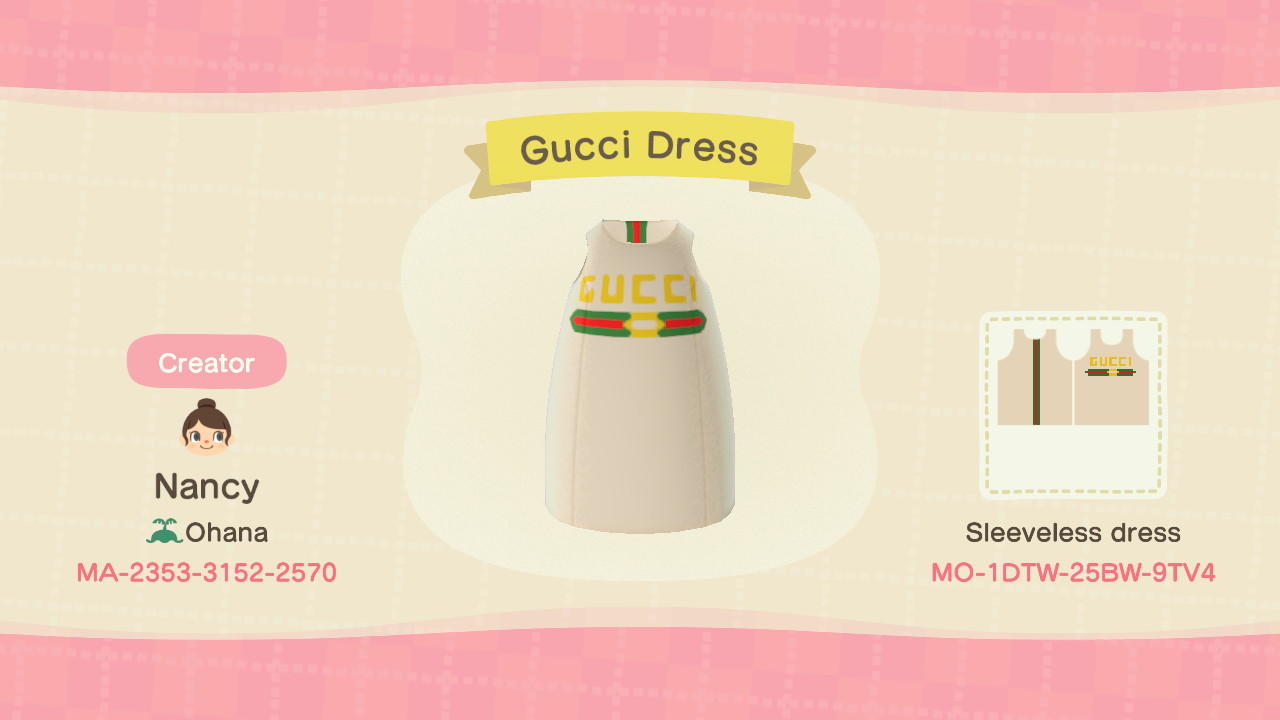 Gucci Dress
GUCCI
Creator
Nancy
Ohana
MA-2353-3152-2570
GUCCI
Sleeveless dress
MO-1DTW-25BW-9TV4